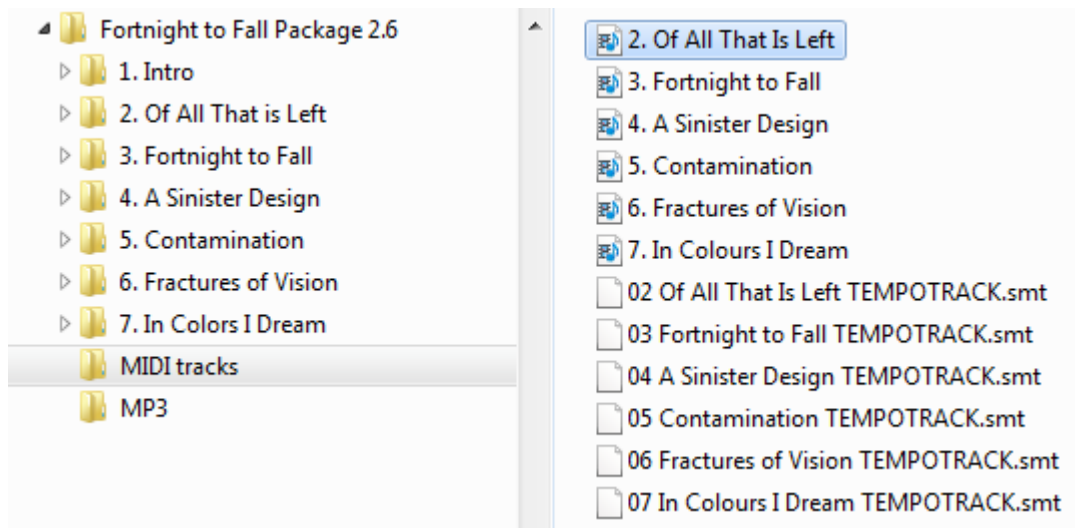 Fortnight to Fall Package 2.6
1. Intro
2. Of All That is Left
3. Fortnight to Fall
4. A Sinister Design
5. Contamination
6. Fractures of Vision
7. In Colors I Dream
MIDI tracks
MP3
2. Of All That Is Left
3. Fortnight to Fall
4. A Sinister Design
5. Contamination
6. Fractures of Vision
7. In Colours I Dream
02 Of All That Is Left TEMPOTRACK.smt
03 Fortnight to Fall TEMPOTRACK.smt
04 A Sinister Design TEMPOTRACK.smt
05 Contamination TEMPOTRACK.smt
06 Fractures of Vision TEMPOTRACK.smt
07 In Colours I Dream TEMPOTRACK.smt